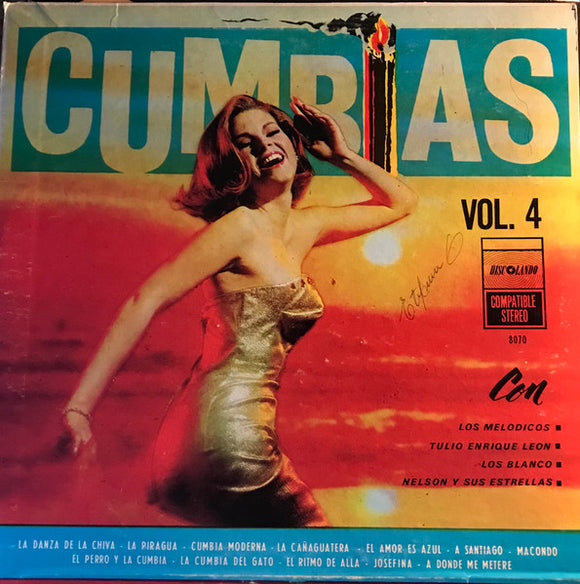 CUMBIAS
VOL. 4
DISCOLANDO
COMPATIBLE
STEREO
8070
Con
LOS MELODICOS
TULIO ENRIQUE LEON
LOS BLANCO
NELSON Y SUS ESTRELLAS
LA DANZA DE LA CHIVA - LA PIRAGUA - CUMBIA MODERNA - LA CAÑAGUATERA - EL AMOR ES AZUL - A SANTIAGO - MACONDO
EL PERRO Y LA CUMBIA - LA CUMBIA DEL GATO - EL RITMO DE ALLA - JOSEFINA - A DONDE ME METERE